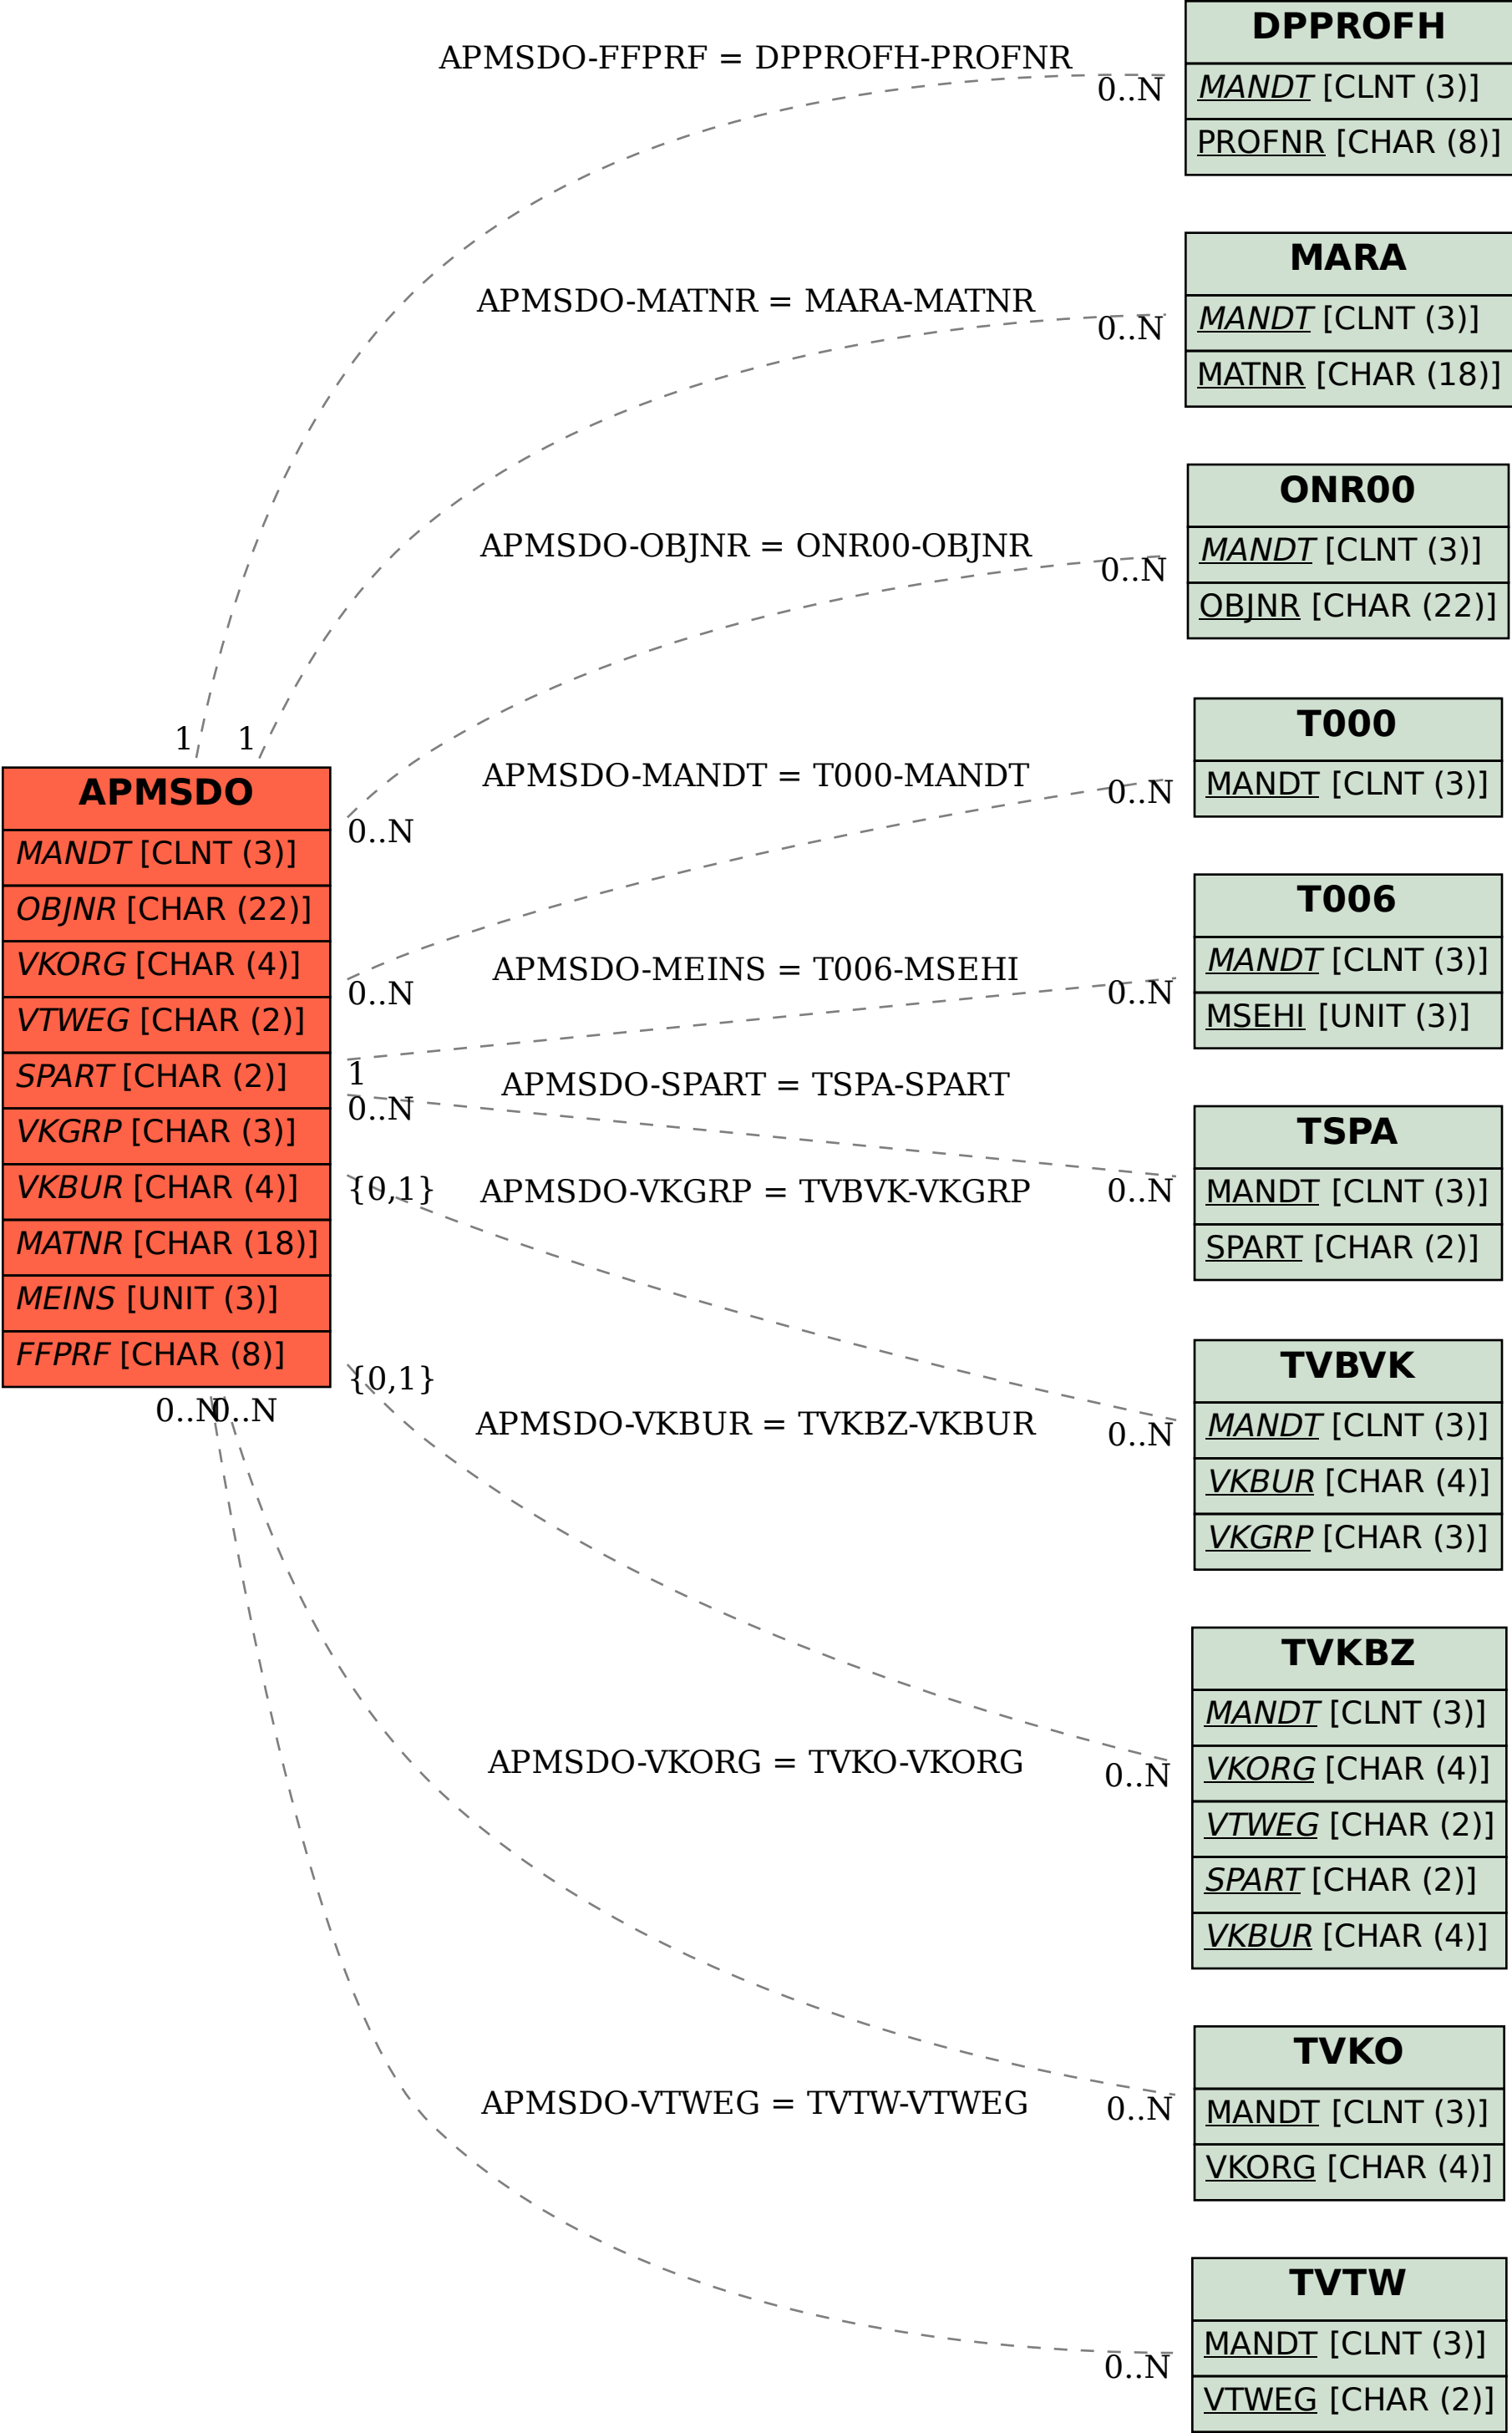 DPPROFH
APMSDO-FFPRF = DPPROFH-PROFNR
MANDT [CLNT (3)]
0..N
PROFNR [CHAR (8)]
MARA
APMSDO-MATNR = MARA-MATNR
MANDT [CLNT (3)]
0..N
MATNR [CHAR (18)]
ONR00
APMSDO-OBJNR = ONR00-OBJNR
MANDT [CLNT (3)]
0..N
OBJNR [CHAR (22)]
T000
1
1
APMSDO-MANDT = T000-MANDT
MANDT [CLNT (3)]
0..N
APMSDO
MANDT [CLNT (3)]
OBJNR [CHAR (22)]
VKORG [CHAR (4)]
VTWEG [CHAR (2)]
SPART [CHAR (2)]
VKGRP [CHAR (3)]
VKBUR [CHAR (4)]
MATNR [CHAR (18)]
MEINS [UNIT (3)]
FFPRF [CHAR (8)]
0..N
0..N
T006
APMSDO-MEINS = T006-MSEHI
MANDT [CLNT (3)]
0..N
MSEHI [UNIT (3)]
1
0..N
APMSDO-SPART = TSPA-SPART
TSPA
MANDT [CLNT (3)]
0..N
SPART [CHAR (2)]
{0,1}
APMSDO-VKGRP = TVBVK-VKGRP
TVBVK
MANDT [CLNT (3)]
0..N
VKBUR [CHAR (4)]
VKGRP [CHAR (3)]
{0,1}
0..N
0..N
APMSDO-VKBUR = TVKBZ-VKBUR
TVKBZ
MANDT [CLNT (3)]
VKORG [CHAR (4)]
0..N
VTWEG [CHAR (2)]
SPART [CHAR (2)]
VKBUR [CHAR (4)]
APMSDO-VKORG = TVKO-VKORG
TVKO
MANDT [CLNT (3)]
0..N
VKORG [CHAR (4)]
APMSDO-VTWEG = TVTW-VTWEG
TVTW
MANDT [CLNT (3)]
0..N
VTWEG [CHAR (2)]